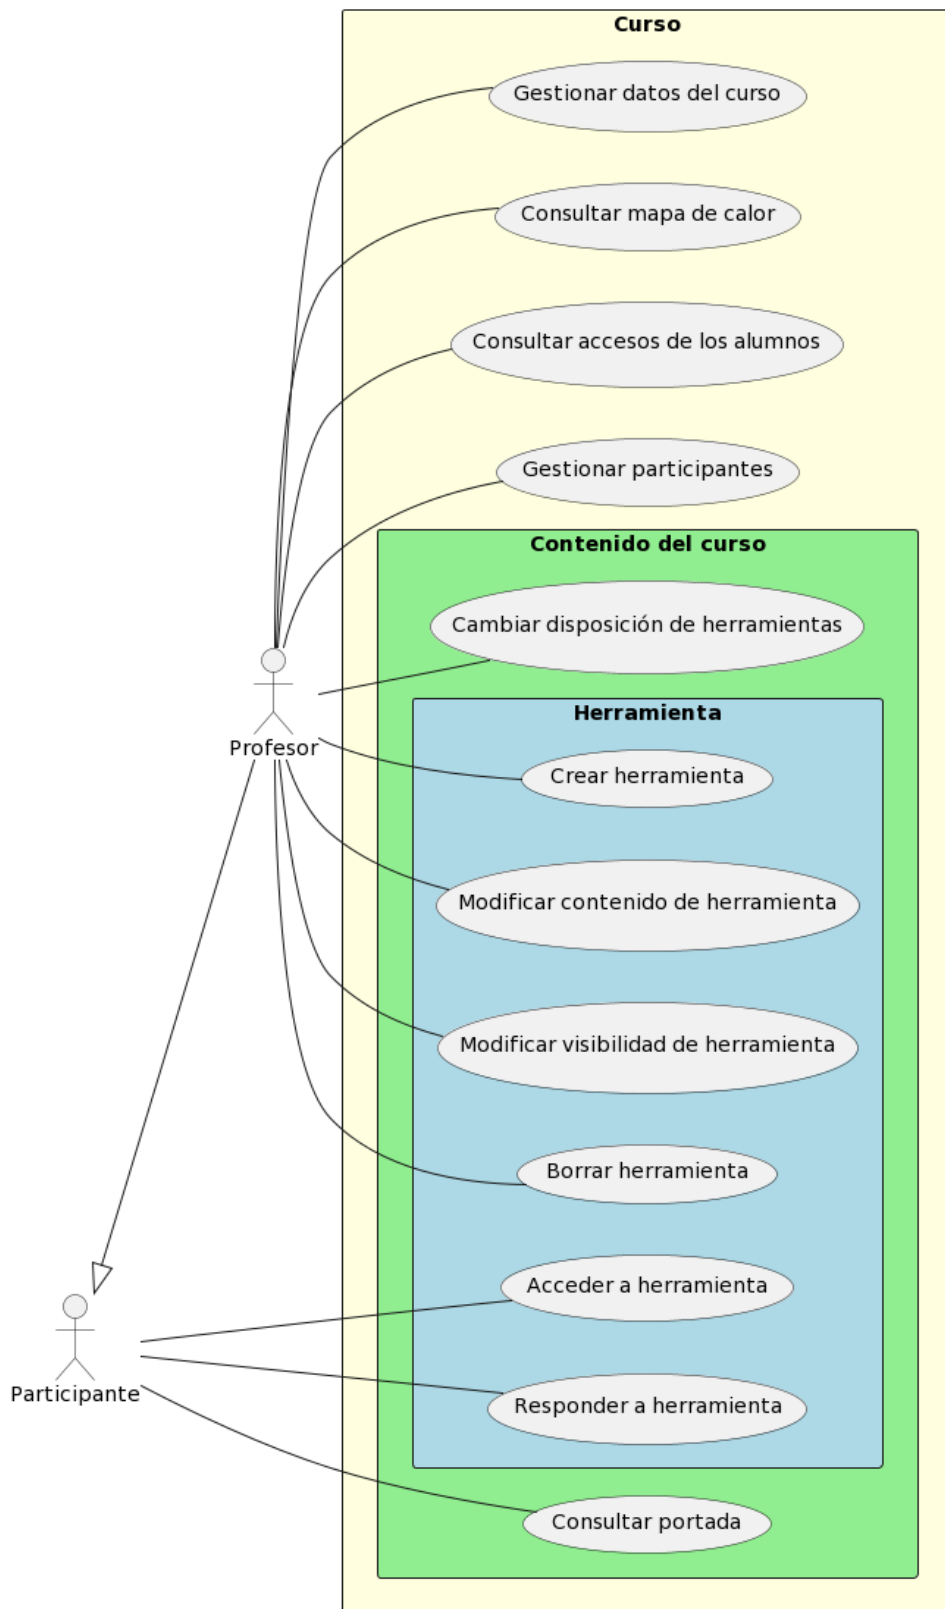 Curso
Gestionar datos del curso
Consultar mapa de calor
Consultar accesos de los alumnos
Gestionar participantes
Contenido del curso
Cambiar disposición de herramientas
Herramienta
Profesor
Crear herramienta
Modificar contenido de herramienta
Modificar visibilidad de herramienta
Borrar herramienta
Acceder a herramienta
Participante
Responder a herramienta
Consultar portada